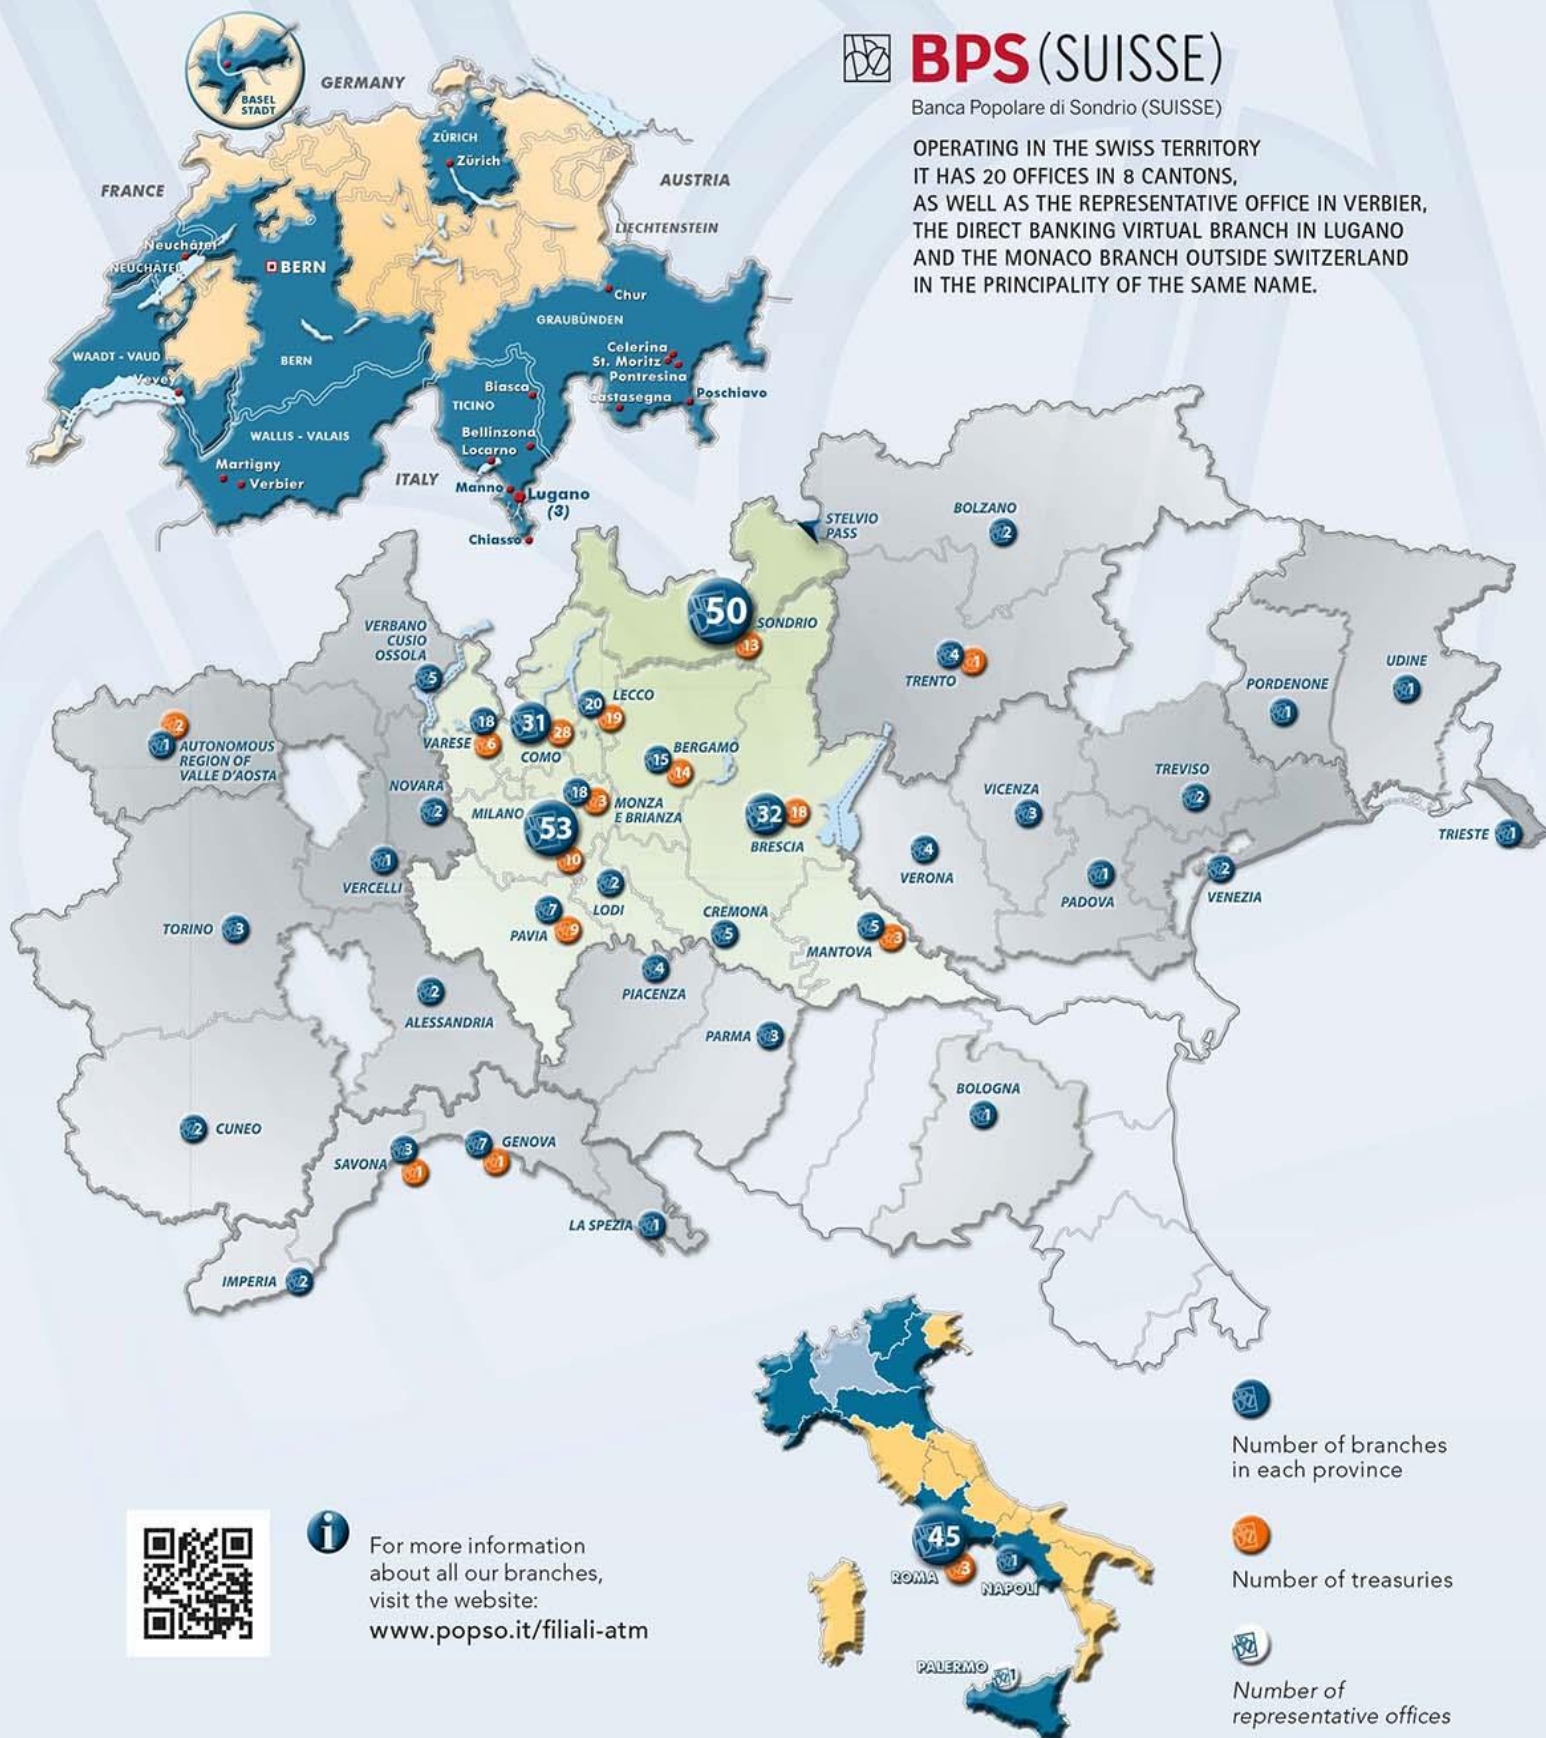 BASEL
STADT
GERMANY
FRANCE
AUSTRIA
LIECHTENSTEIN
ITALY
ZÜRICH
Zürich
Neuchâtel
NEUCHÂTEL
BERN
Chur
GRAUBÜNDEN
WAADT - VAUD
BERN
Celerina
St. Moritz
Pontresina
Vevey
Biasca
Castasegna
Poschiavo
TICINO
WALLIS - VALAIS
Bellinzona
Locarno
Martigny
Verbier
Manno
Lugano
(3)
Chiasso
BPS (SUISSE)
Banca Popolare di Sondrio (SUISSE)
OPERATING IN THE SWISS TERRITORY
IT HAS 20 OFFICES IN 8 CANTONS,
AS WELL AS THE REPRESENTATIVE OFFICE IN VERBIER,
THE DIRECT BANKING VIRTUAL BRANCH IN LUGANO
AND THE MONACO BRANCH OUTSIDE SWITZERLAND
IN THE PRINCIPALITY OF THE SAME NAME.
STELVIO
PASS
BOLZANO
2
50
SONDRIO
13
VERBANO
CUSIO
OSSOLA
5
4
1
TRENTO
UDINE
1
PORDENONE
1
2
1
AUTONOMOUS
REGION OF
VALLE D'AOSTA
18
VARESE
6
31
28
COMO
20
LECCO
19
15
BERGAMO
14
NOVARA
2
MILANO
18
3
MONZA
E BRIANZA
53
10
32
18
BRESCIA
VICENZA
3
TREVISO
2
TRIESTE
1
4
VERONA
1
PADOVA
2
VENEZIA
1
VERCELLI
2
LODI
7
PAVIA
9
CREMONA
5
5
3
MANTOVA
TORINO
3
2
ALESSANDRIA
4
PIACENZA
PARMA
3
BOLOGNA
1
2
CUNEO
3
SAVONA
1
7
GENOVA
1
LA SPEZIA
1
IMPERIA
2
45
ROMA
3
1
NAPOLI
PALERMO
1
Number of branches
in each province
Number of treasuries
Number of
representative offices
i
For more information
about all our branches,
visit the website:
www.popso.it/filiali-atm